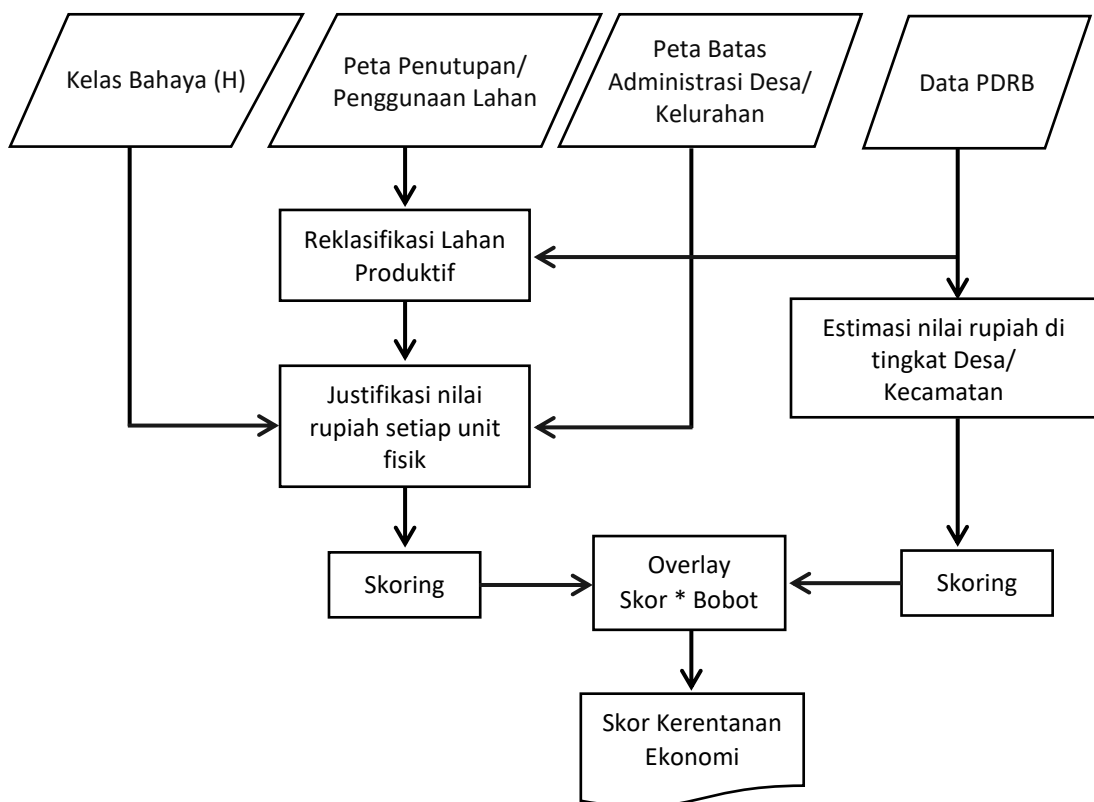 Kelas Bahaya (H)
Peta Penutupan/
Penggunaan Lahan
Peta Batas
Administrasi Desa/
Kelurahan
Data PDRB
Reklasifikasi Lahan
Produktif
Estimasi nilai rupiah di
tingkat Desa/
Kecamatan
Justifikasi nilai
rupiah setiap unit
fisik
Skoring
Overlay
Skor * Bobot
Skoring
Skor Kerentanan
Ekonomi